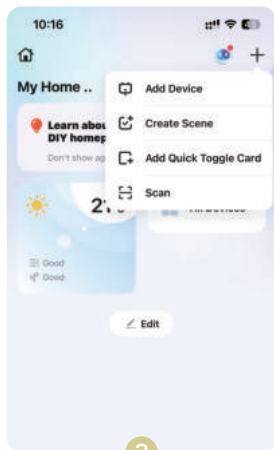 10:16
My Home ..
Add Device
Learn abou
Create Scene
DIY homep
Don't show ag
Add Quick Toggle Card
Scan
Good
Good
Edit